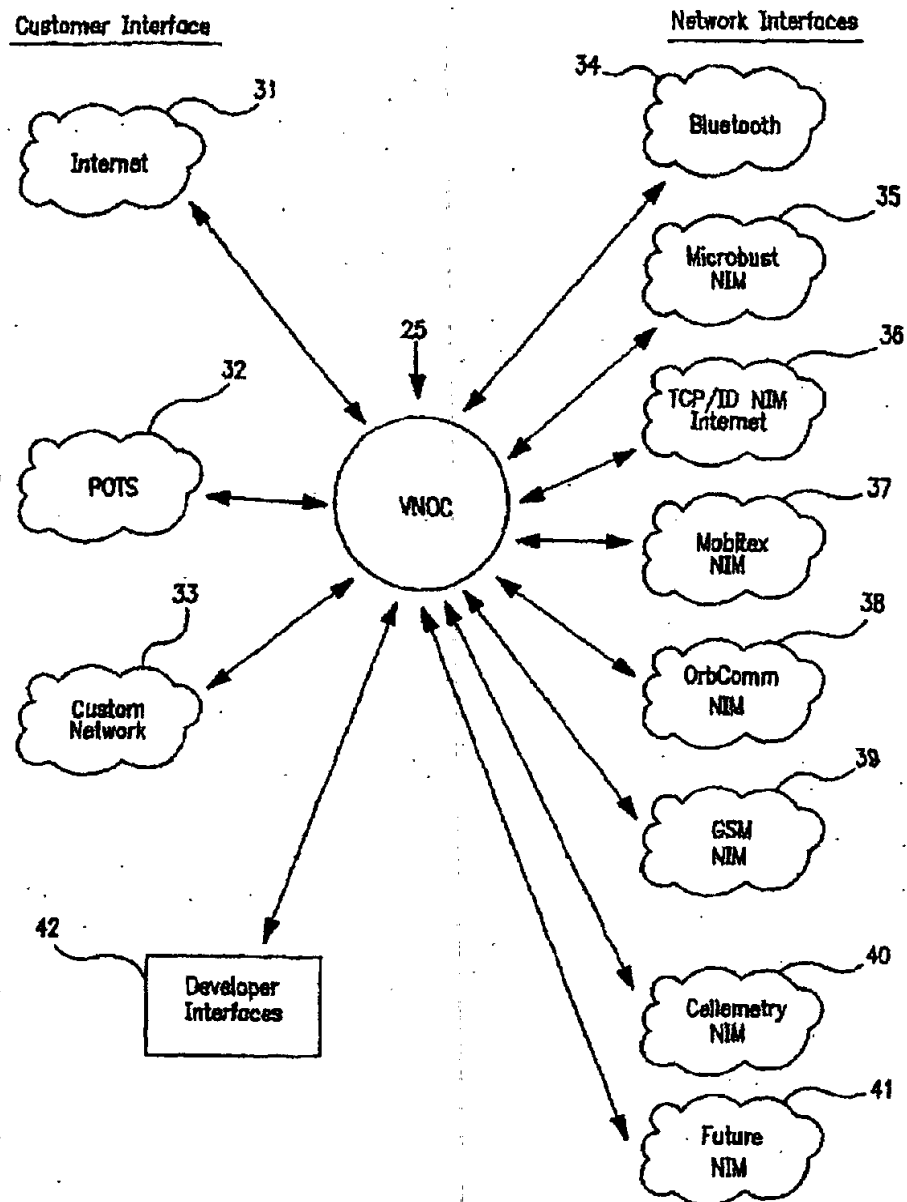 Customer Interface
Network Interfaces
31
Internet
34
Bluetooth
35
Microbust
NIM
25
36
TCP/ID NIM
Internet
32
POTS
VNOC
37
Mobitex
NIM
33
Custom
Network
38
OrbComm
NIM
39
GSM
NIM
42
Developer
Interfaces
40
Cellemetry
NIM
41
Future
NIM